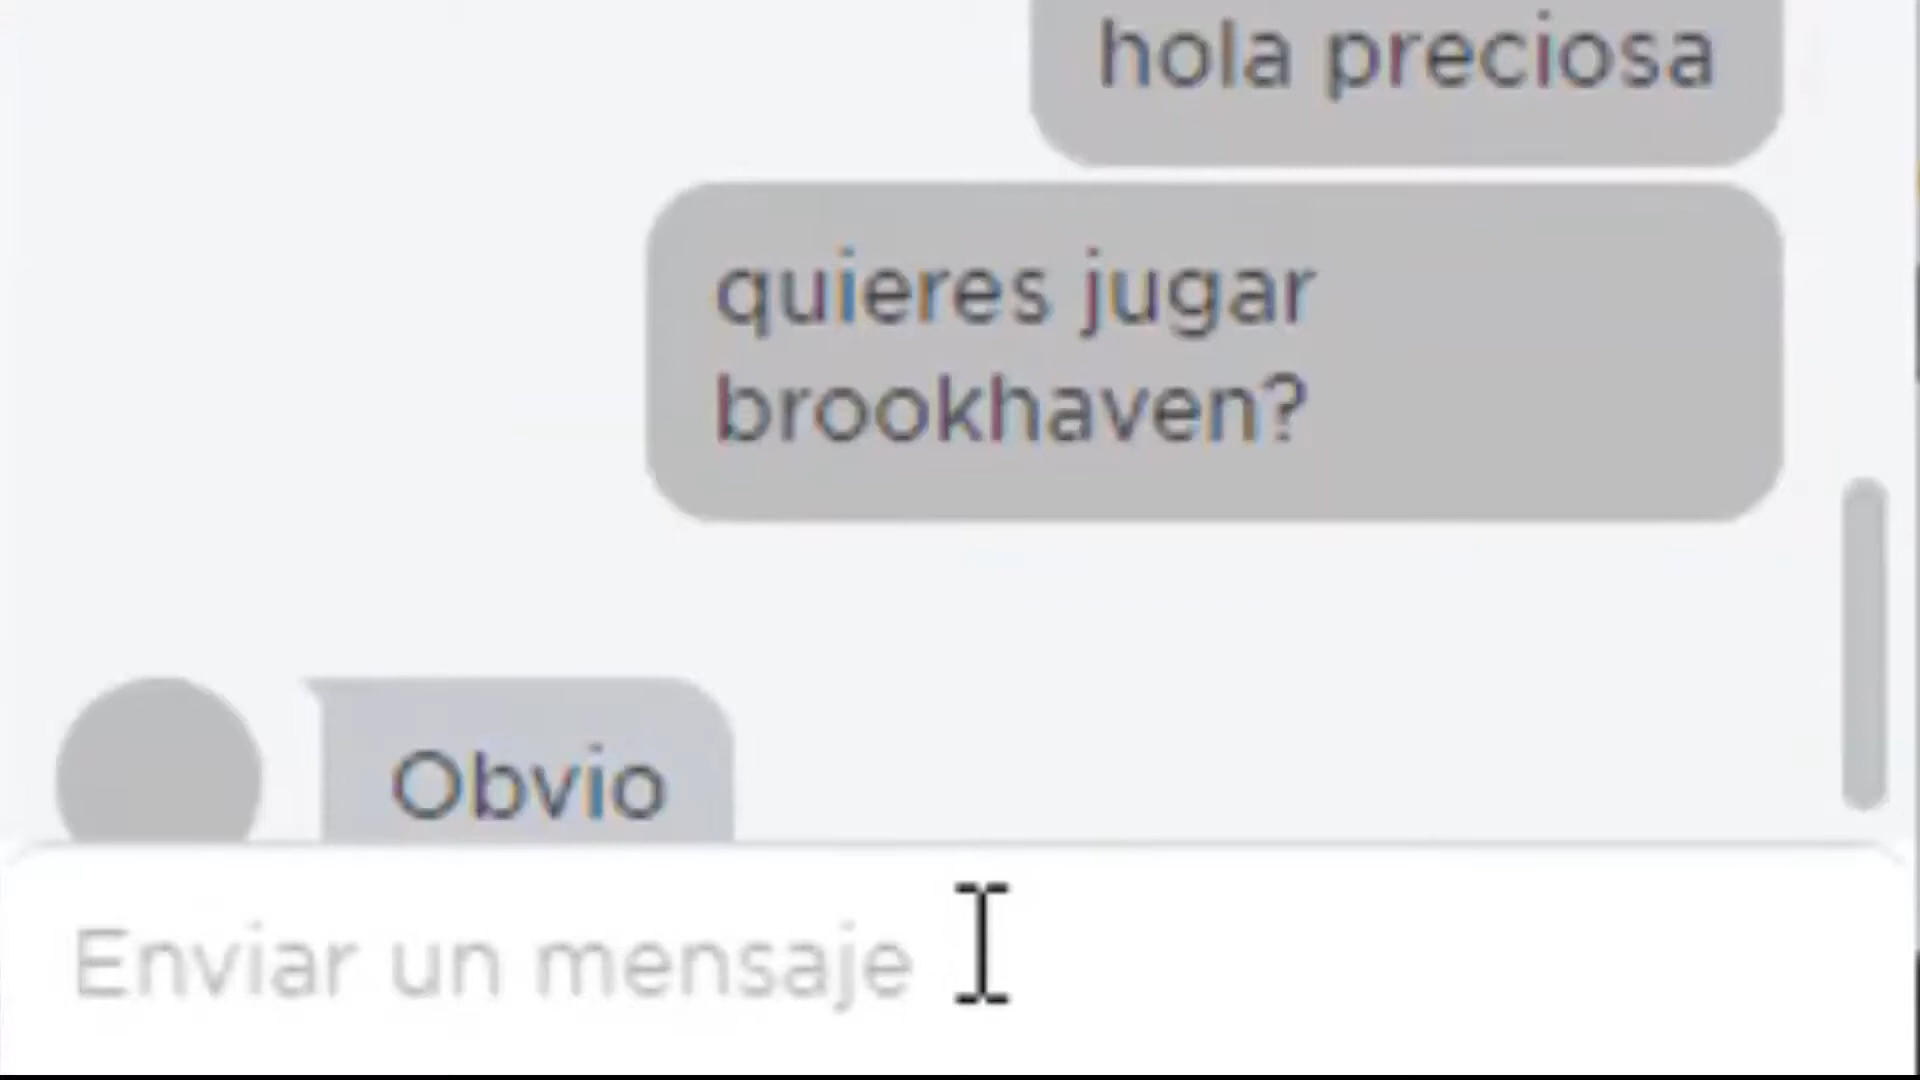 hola preciosa
quieres jugar
brookhaven?
Obvio
Enviar un mensaje